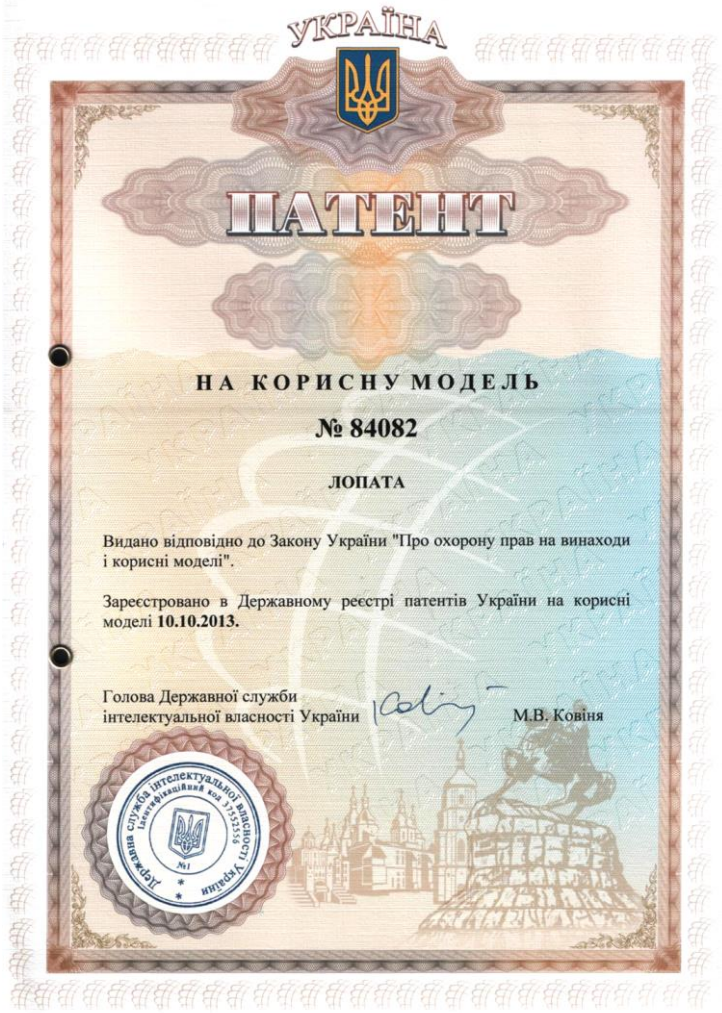 УКРАЇНА
ПАТЕНТ
НА КОРИСНУ МОДЕЛЬ
№ 84082
ЛОПАТА
Видано відповідно до Закону України "Про охорону прав на винаходи
і корисні моделі".
Зареєстровано в Державному реєстрі патентів України на корисні
моделі 10.10.2013.
Голова Державної служби
інтелектуальної власності України
М.В. Ковіня
Державна служба інтелектуальної власності України
Ідентифікаційний код 37552556
№1